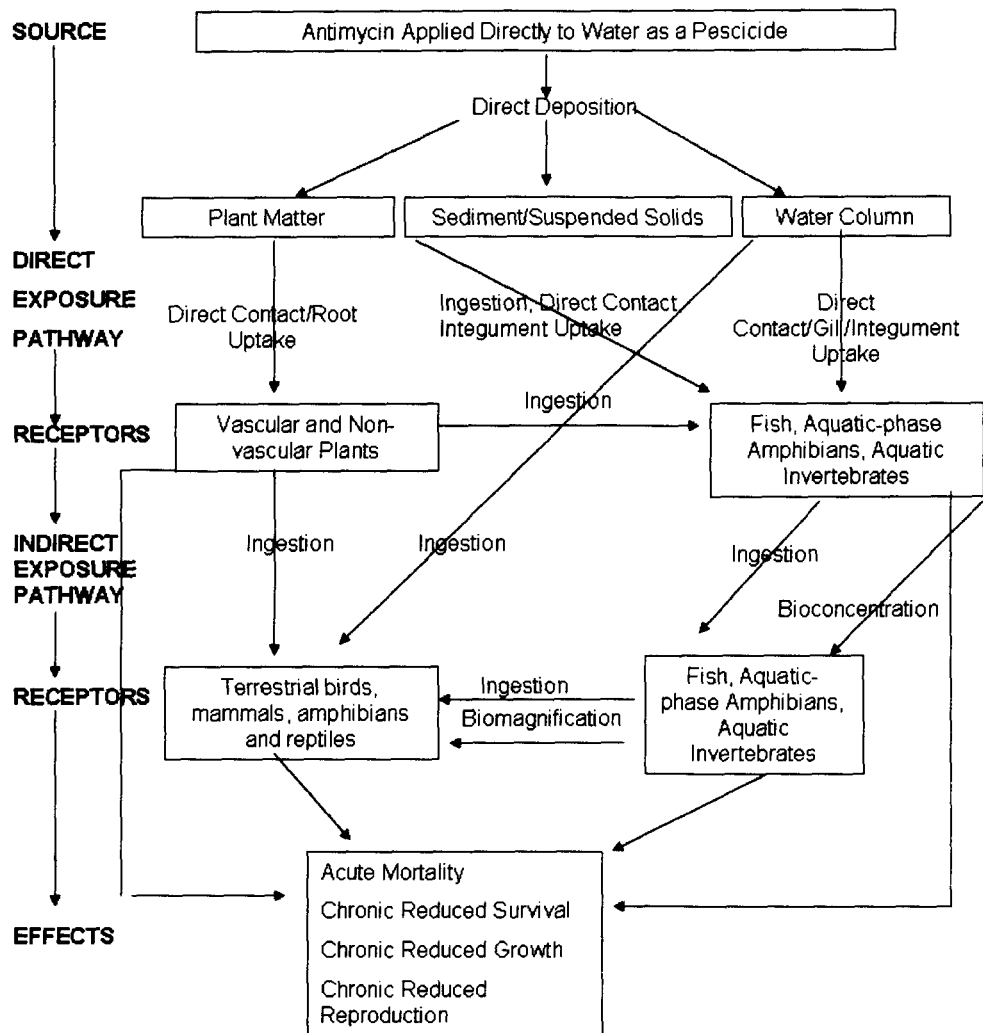 SOURCE
Antimycin Applied Directly to Water as a Pescicide
Direct Deposition
Plant Matter
Sediment/Suspended Solids
Water Column
DIRECT
EXPOSURE
PATHWAY
Direct Contact/Root
Uptake
Ingestion, Direct Contact
Integument Uptake
Direct
Contact/Gill/Integument
Uptake
RECEPTORS
Vascular and Non-
vascular Plants
Ingestion
Fish, Aquatic-phase
Amphibians, Aquatic
Invertebrates
INDIRECT
EXPOSURE
PATHWAY
Ingestion
Ingestion
Ingestion
Bioconcentration
RECEPTORS
Terrestrial birds,
mammals, amphibians
and reptiles
Ingestion
Biomagnification
Fish, Aquatic-
phase Amphibians,
Aquatic
Invertebrates
EFFECTS
Acute Mortality
Chronic Reduced Survival
Chronic Reduced Growth
Chronic Reduced
Reproduction